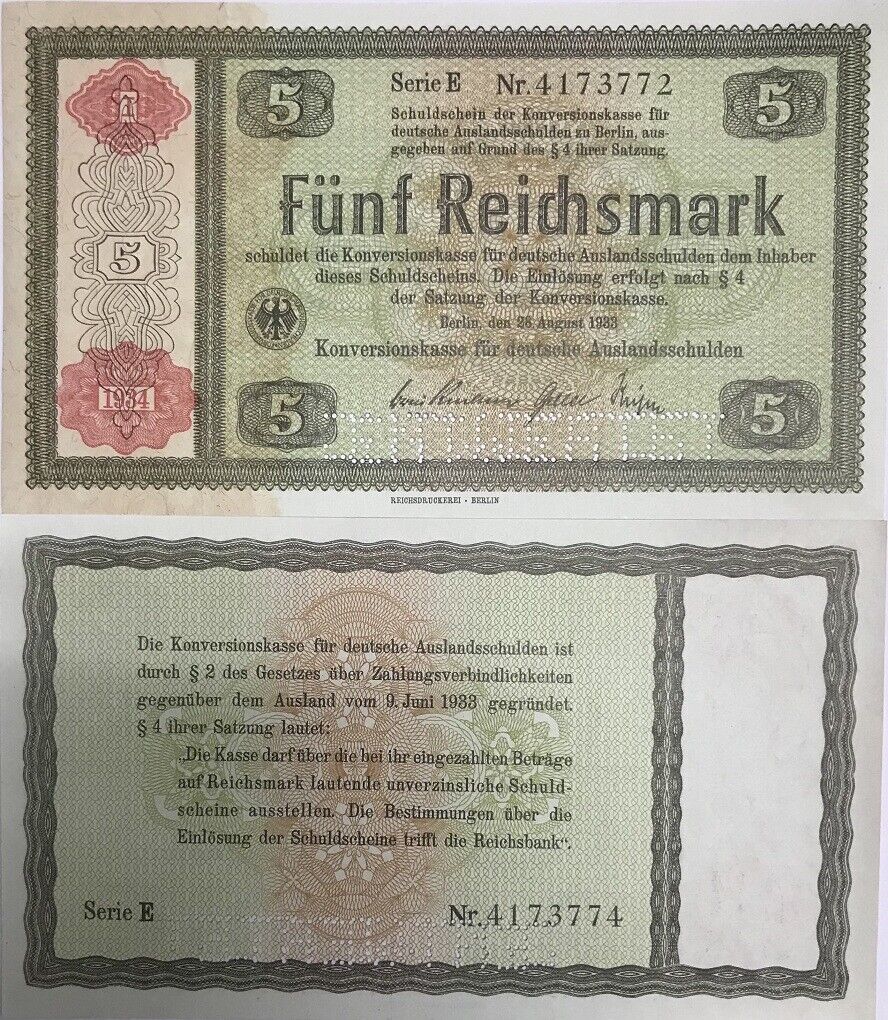 5
Serie E Nr. 4173772
5
Schuldschein der Konversionskasse für
deutsche Auslandsschulden zu Berlin, aus-
gegeben auf Grund des § 4 ihrer Satzung.
Fünf Reichsmark
5
schuldet die Konversionskasse für deutsche Auslandsschulden dem Inhaber
dieses Schuldscheins. Die Einlösung erfolgt nach § 4
der Satzung der Konversionskasse.
Berlin, den 28. August 1933
Konversionskasse für deutsche Auslandsschulden
1934
5
5
REICHSDRUCKEREI · BERLIN
Die Konversionskasse für deutsche Auslandsschulden ist
durch § 2 des Gesetzes über Zahlungsverbindlichkeiten
gegenüber dem Ausland vom 9. Juni 1933 gegründet.
§ 4 ihrer Satzung lautet:
„Die Kasse darf über die bei ihr eingezahlten Beträge
auf Reichsmark lautende unverzinsliche Schuld-
scheine ausstellen. Die Bestimmungen über die
Einlösung der Schuldscheine trifft die Reichsbank“.
Serie E Nr. 4173774